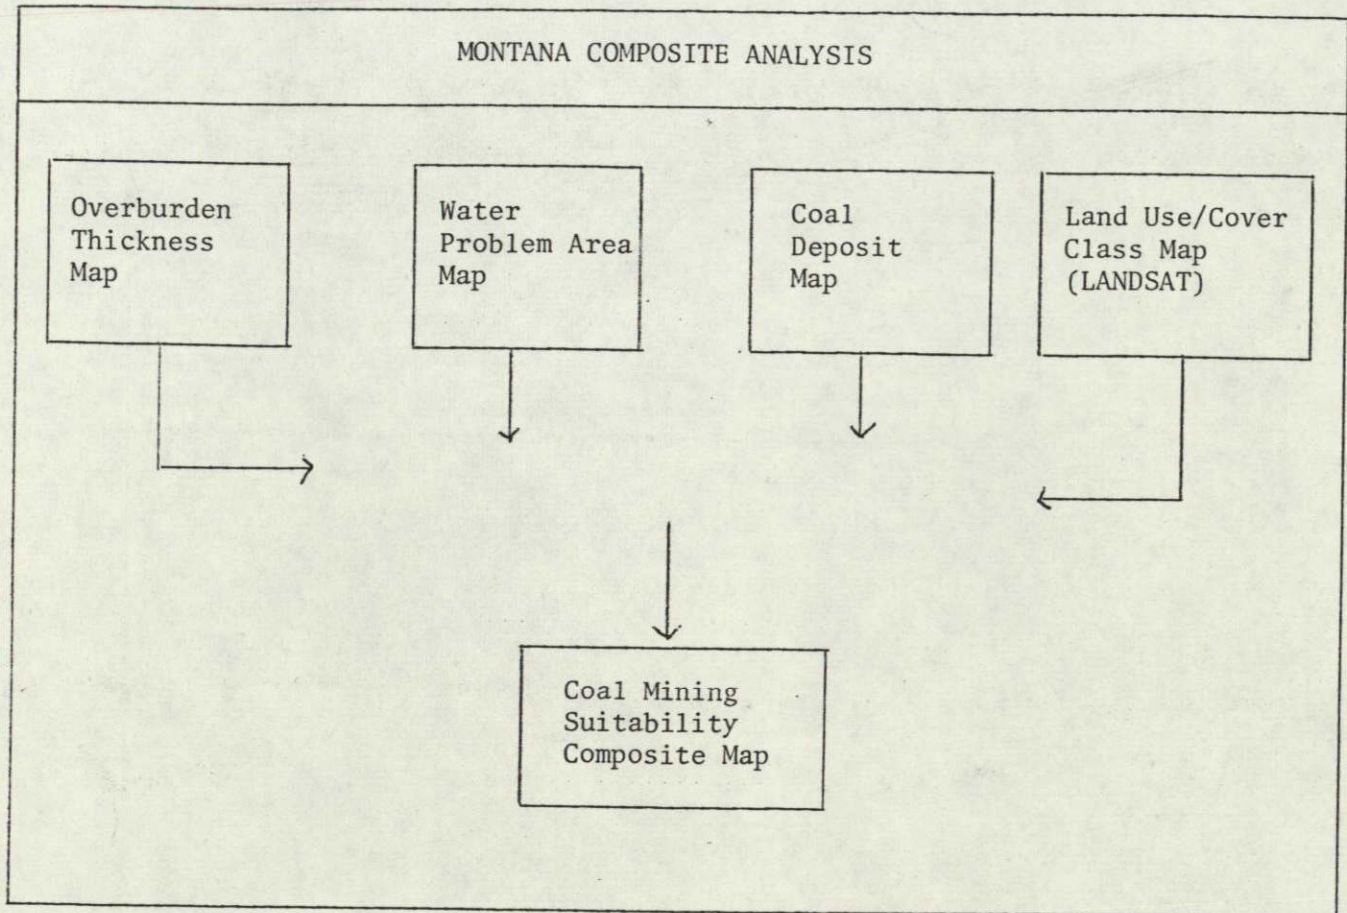 MONTANA COMPOSITE ANALYSIS
Overburden
Thickness
Map
Water
Problem Area
Map
Coal
Deposit
Map
Land Use/Cover
Class Map
(LANDSAT)
Coal Mining
Suitability
Composite Map